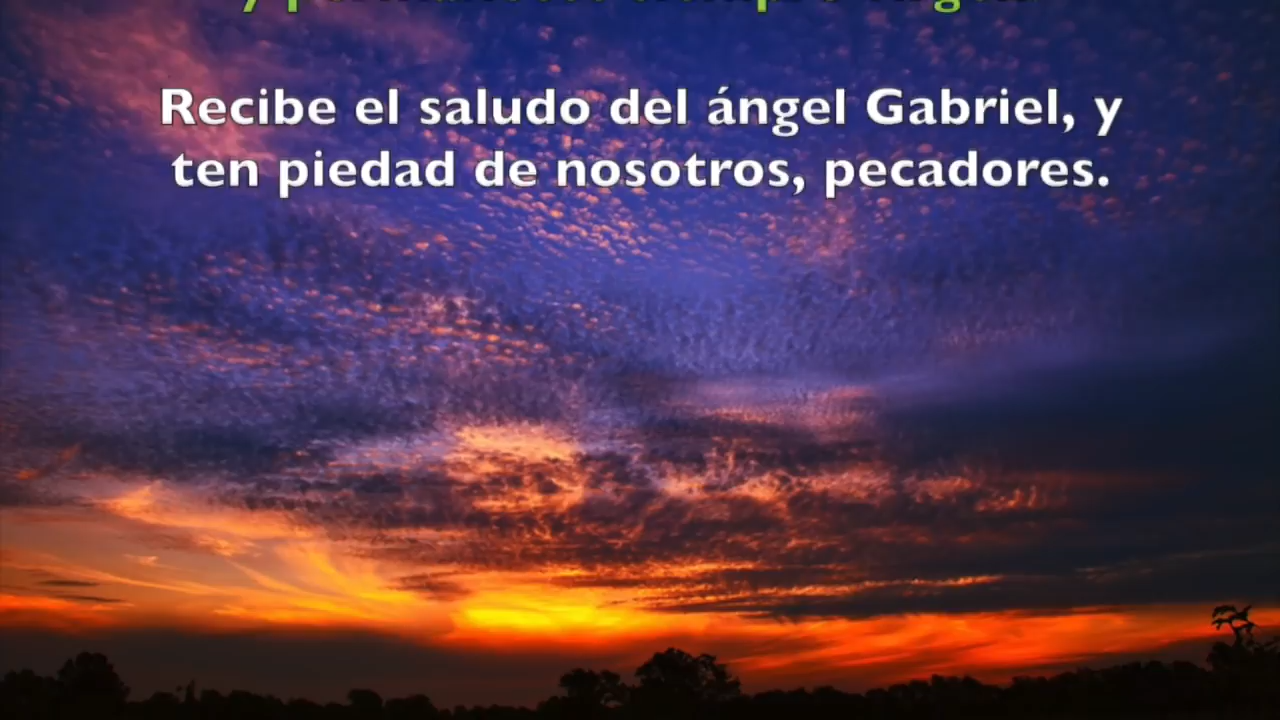 Recibe el saludo del ángel Gabriel, y
ten piedad de nosotros, pecadores.